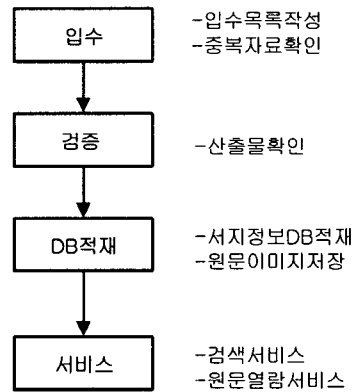 입수
-입수목록작성
-중복자료확인
검증
-산출물확인
DB적재
-서지정보DB적재
-원문이미지저장
서비스
-검색서비스
-원문열람서비스